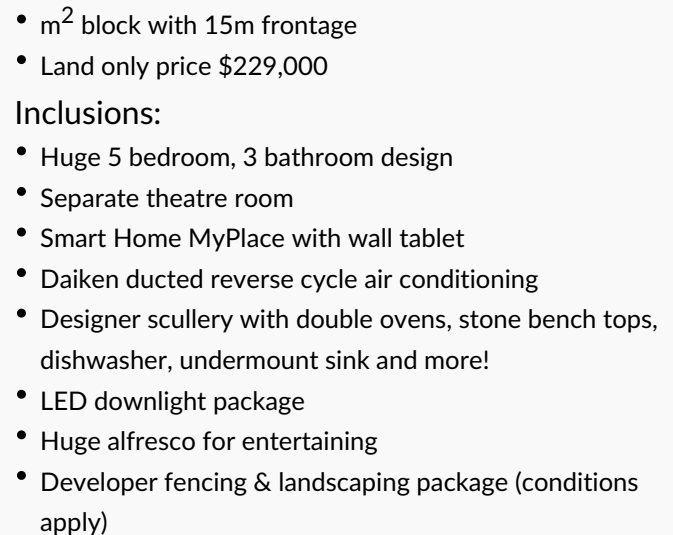 • m² block with 15m frontage
• Land only price $229,000
Inclusions:
• Huge 5 bedroom, 3 bathroom design
• Separate theatre room
• Smart Home MyPlace with wall tablet
• Daiken ducted reverse cycle air conditioning
• Designer scullery with double ovens, stone bench tops,
dishwasher, undermount sink and more!
• LED downlight package
• Huge alfresco for entertaining
• Developer fencing & landscaping package (conditions
apply)